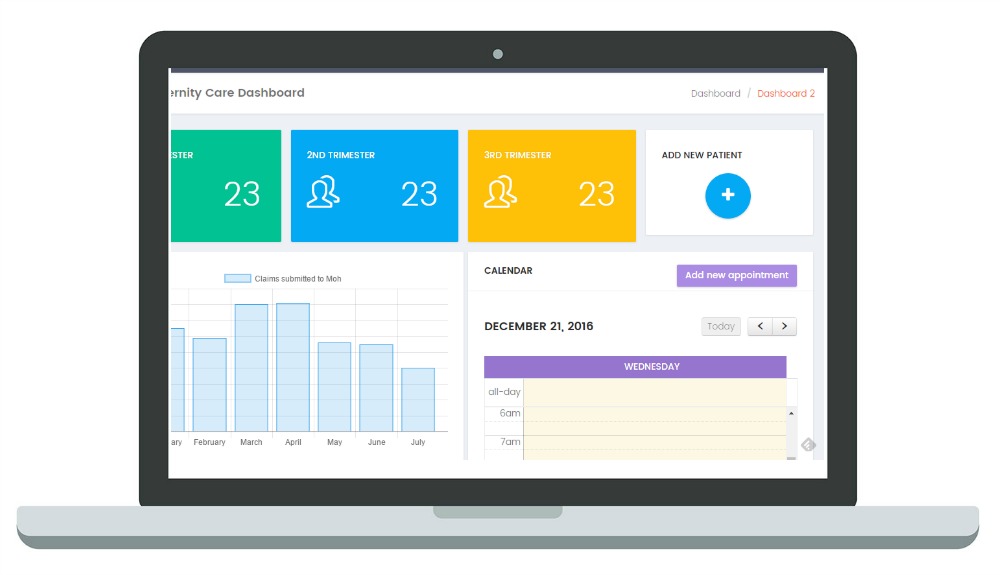 ernity Care Dashboard
Dashboard / Dashboard 2
ESTER
23
2ND TRIMESTER
23
3RD TRIMESTER
23
ADD NEW PATIENT
+
Claims submitted to Moh
ary February March April May June July
CALENDAR
Add new appointment
DECEMBER 21, 2016
Today < >
WEDNESDAY
all-day
6am
7am